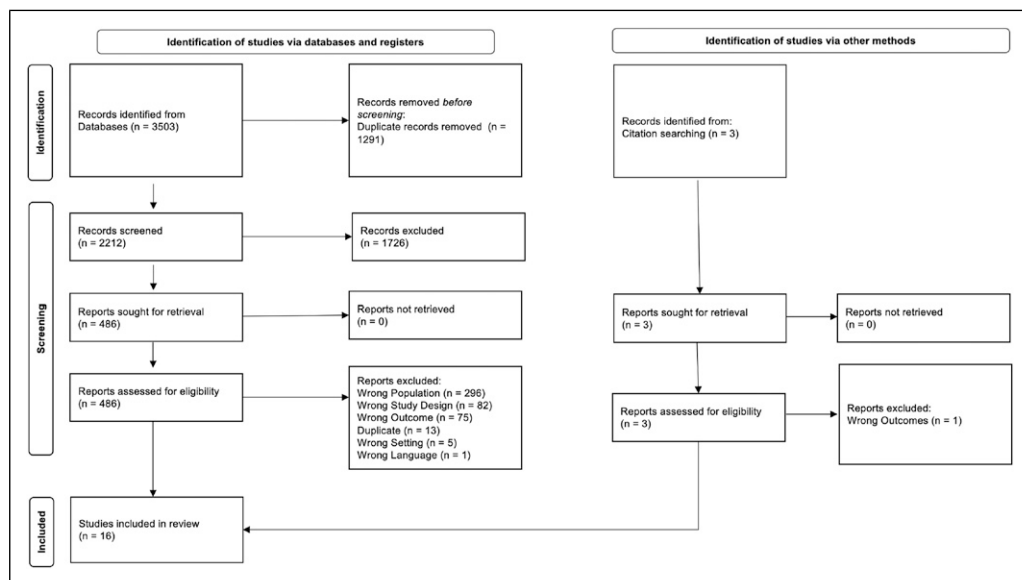 Identification of studies via databases and registers
Identification of studies via other methods
Identification
Records identified from
Databases (n = 3503)
Records removed before
screening:
Duplicate records removed (n =
1291)
Records identified from:
Citation searching (n = 3)
Screening
Records screened
(n = 2212)
Records excluded
(n = 1726)
Reports sought for retrieval
(n = 486)
Reports not retrieved
(n = 0)
Reports sought for retrieval
(n = 3)
Reports not retrieved
(n = 0)
Reports assessed for eligibility
(n = 486)
Reports excluded:
Wrong Population (n = 296)
Wrong Study Design (n = 82)
Wrong Outcome (n = 75)
Duplicate (n = 13)
Wrong Setting (n = 5)
Wrong Language (n = 1)
Reports assessed for eligibility
(n = 3)
Reports excluded:
Wrong Outcomes (n = 1)
Included
Studies included in review
(n = 16)